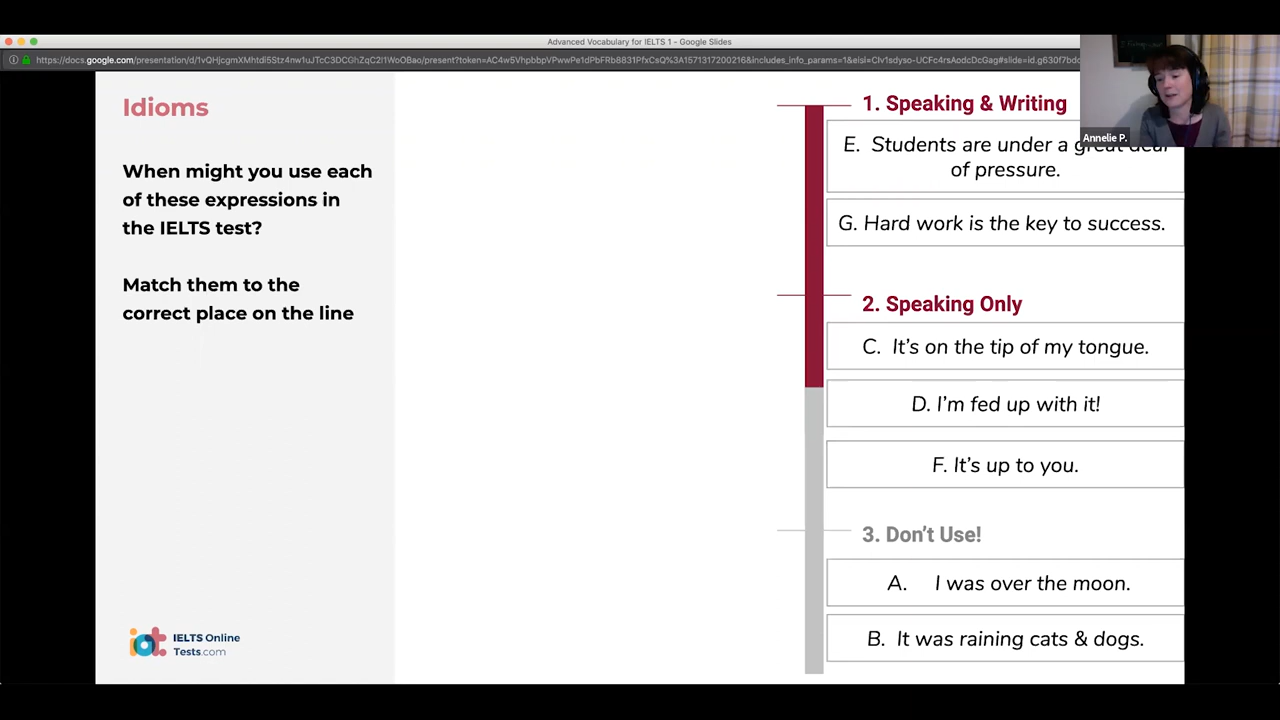 Advanced Vocabulary for IELTS 1 - Google Slides
Idioms
When might you use each
of these expressions in
the IELTS test?
Match them to the
correct place on the line
IELTS Online
Tests.com
1. Speaking & Writing
E. Students are under a great deal
of pressure.
G. Hard work is the key to success.
2. Speaking Only
C. It's on the tip of my tongue.
D. I'm fed up with it!
F. It's up to you.
3. Don't Use!
A. I was over the moon.
B. It was raining cats & dogs.
Annelie P.